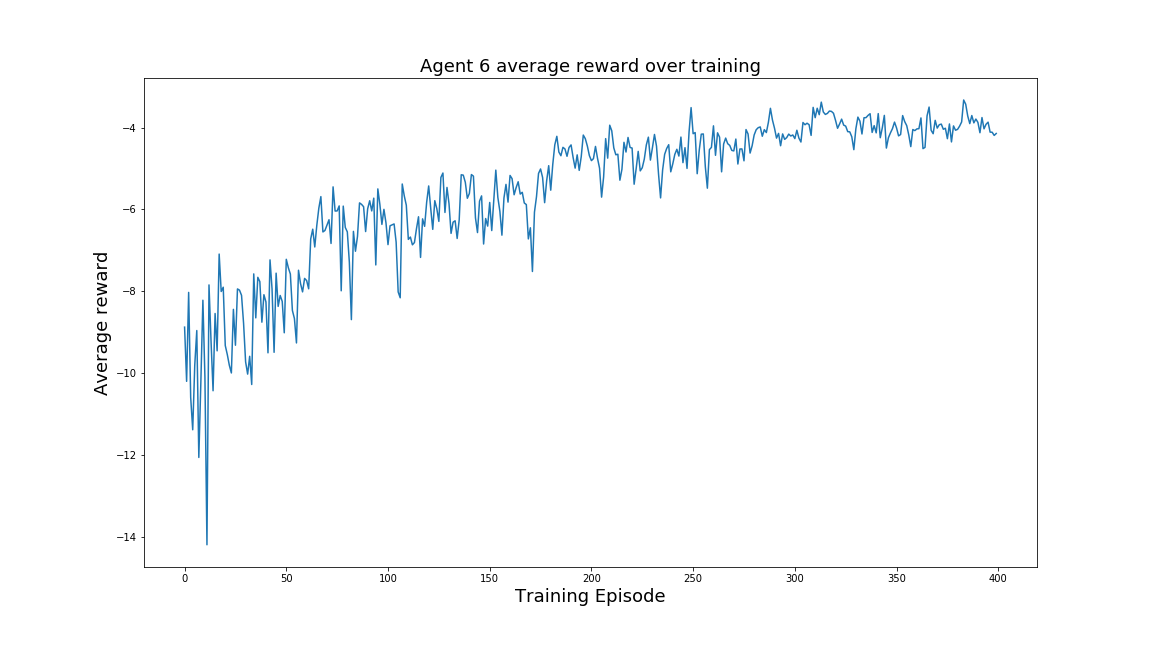 Agent 6 average reward over training
−4
−6
−8
−10
−12
−14
Average reward
0 50 100 150 200 250 300 350 400
Training Episode